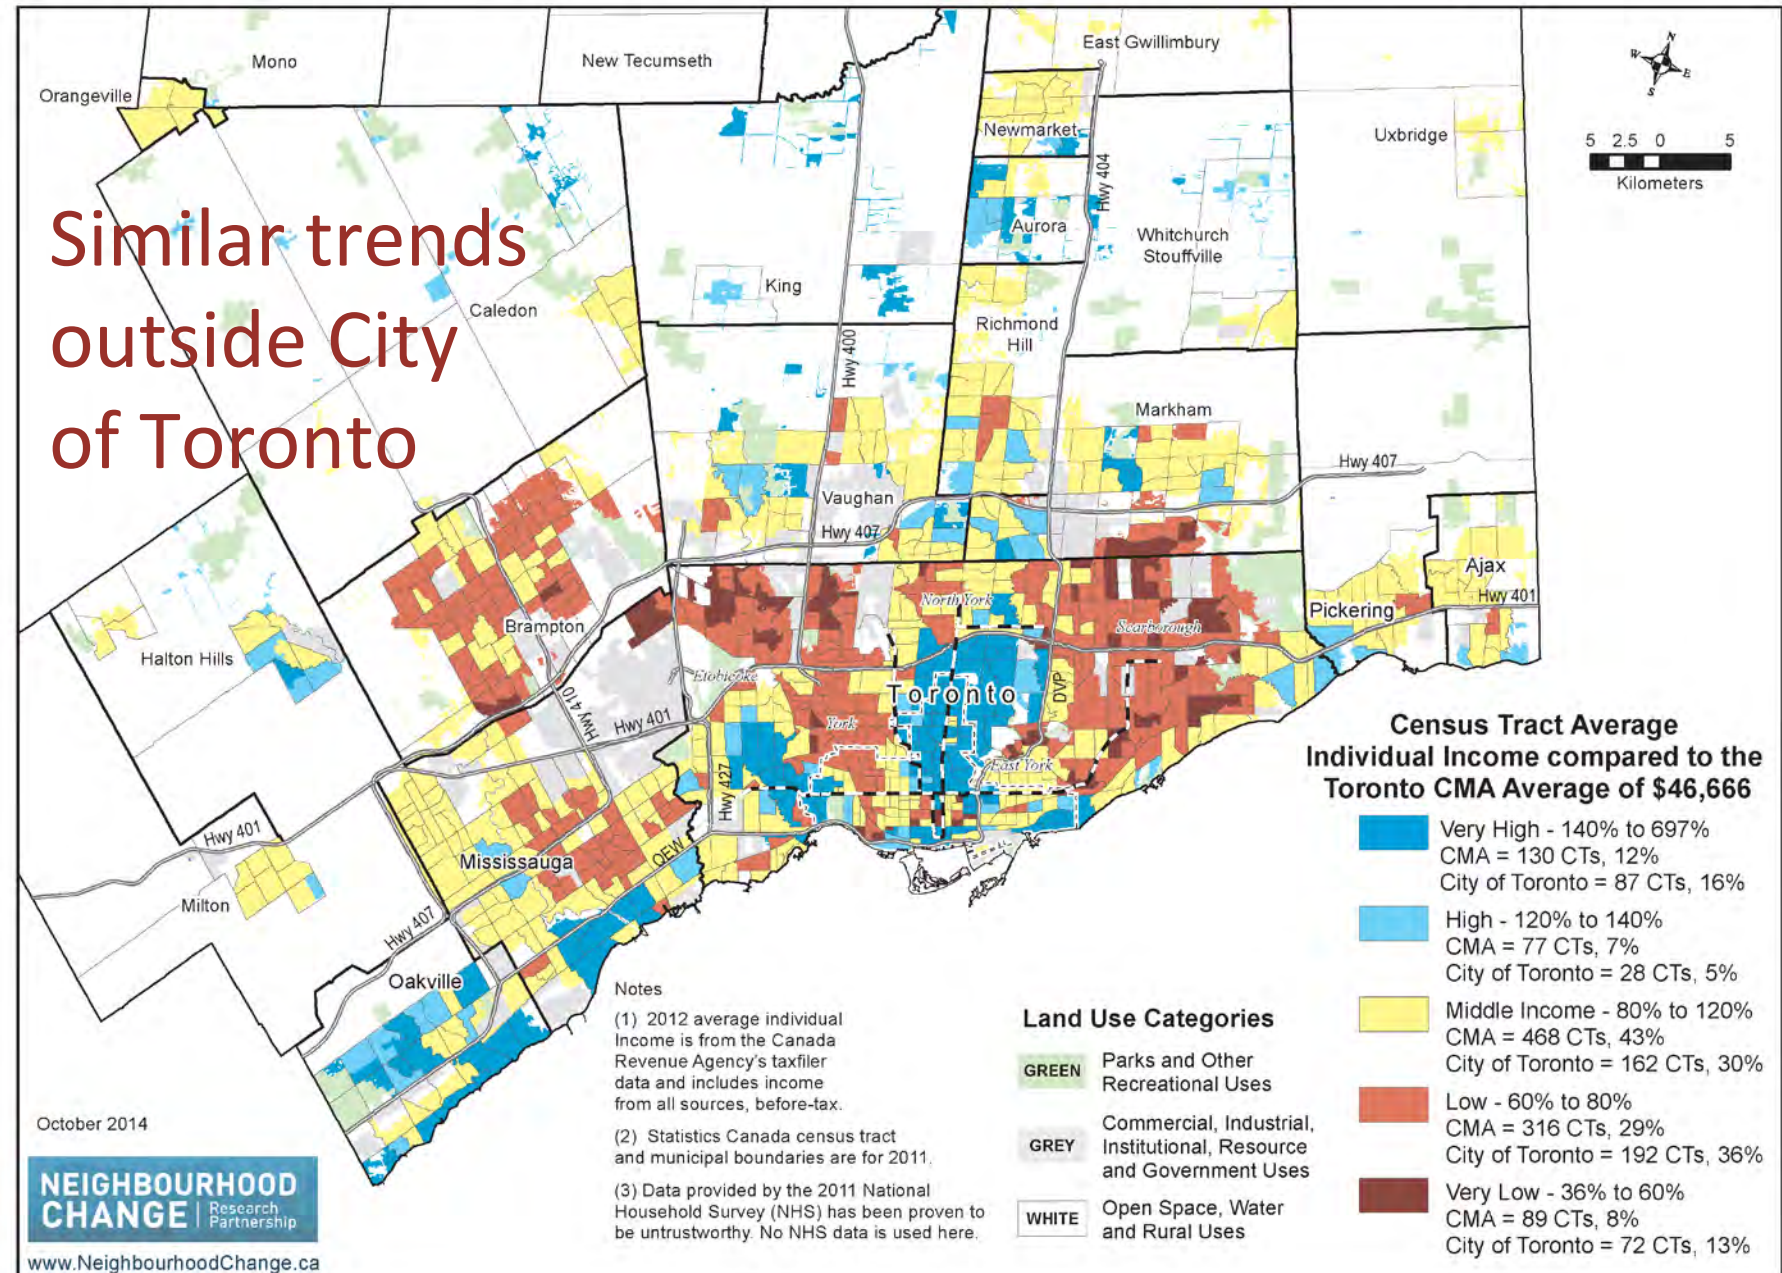 Similar trends
outside City
of Toronto
Orangeville
Mono
New Tecumseth
East Gwillimbury
Newmarket
Uxbridge
Hwy 404
Aurora
Whitchurch
Stouffville
King
Caledon
Richmond
Hill
Hwy 400
Markham
Hwy 407
Vaughan
Hwy 407
Ajax
Hwy 401
Pickering
North York
Scarborough
Brampton
Halton Hills
Etobicoke
Toronto
DVP
Hwy 410
Hwy 401
York
East York
Hwy 427
Hwy 401
Mississauga
QEW
Milton
Hwy 407
Oakville
N
W
E
S
5 2.5 0 5
Kilometers
Census Tract Average
Individual Income compared to the
Toronto CMA Average of $46,666
Very High - 140% to 697%
CMA = 130 CTs, 12%
City of Toronto = 87 CTs, 16%
High - 120% to 140%
CMA = 77 CTs, 7%
City of Toronto = 28 CTs, 5%
Middle Income - 80% to 120%
CMA = 468 CTs, 43%
City of Toronto = 162 CTs, 30%
Low - 60% to 80%
CMA = 316 CTs, 29%
City of Toronto = 192 CTs, 36%
Very Low - 36% to 60%
CMA = 89 CTs, 8%
City of Toronto = 72 CTs, 13%
Notes
(1) 2012 average individual
Income is from the Canada
Revenue Agency's taxfiler
data and includes income
from all sources, before-tax.
(2) Statistics Canada census tract
and municipal boundaries are for 2011.
(3) Data provided by the 2011 National
Household Survey (NHS) has been proven to
be untrustworthy. No NHS data is used here.
Land Use Categories
GREEN
Parks and Other
Recreational Uses
GREY
Commercial, Industrial,
Institutional, Resource
and Government Uses
WHITE
Open Space, Water
and Rural Uses
October 2014
NEIGHBOURHOOD
CHANGE
Research
Partnership
www.NeighbourhoodChange.ca